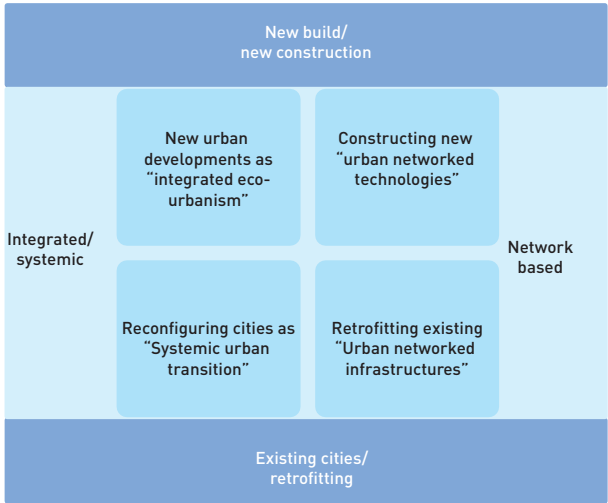 New build/
new construction
New urban
developments as
“integrated eco-
urbanism”
Constructing new
“urban networked
technologies”
Integrated/
systemic
Network
based
Reconfiguring cities as
“Systemic urban
transition”
Retrofitting existing
“Urban networked
infrastructures”
Existing cities/
retrofitting